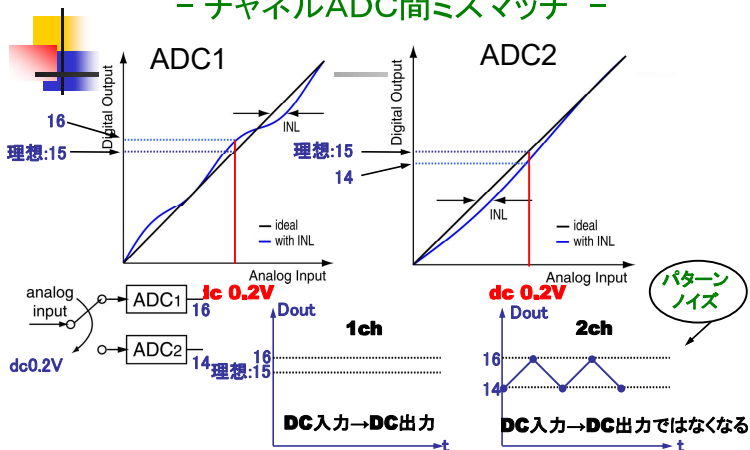 − チャネルADC間ミスマッチ −
ADC1
ADC2
Digital Output
16
理想:15
INL
ideal
with INL
Analog Input
dc 0.2V
Digital Output
理想:15
14
INL
ideal
with INL
Analog Input
dc 0.2V
パターン
ノイズ
analog
input
ADC1
16
ADC2
14
dc0.2V
Dout
1ch
16
理想:15
DC入力→DC出力
t
Dout
2ch
16
14
DC入力→DC出力ではなくなる
t